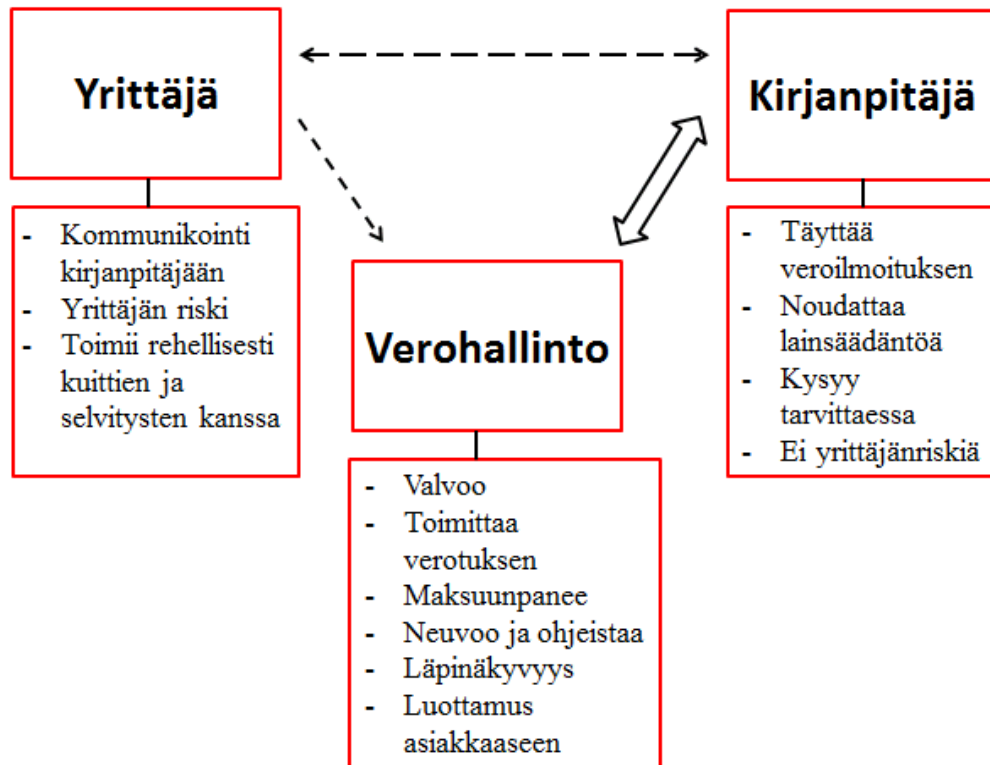 Yrittäjä
- Kommunikointi
kirjanpitäjään
- Yrittäjän riski
- Toimii rehellisesti
kuittien ja
selvitysten kanssa
Verohallinto
- Valvoo
- Toimittaa
verotuksen
- Maksuunpanee
- Neuvoo ja ohjeistaa
- Läpinäkyvyys
- Luottamus
asiakkaaseen
Kirjanpitäjä
- Täyttää
veroilmoituksen
- Noudattaa
lainsäädäntöä
- Kysyy
tarvittaessa
- Ei yrittäjänriskiä